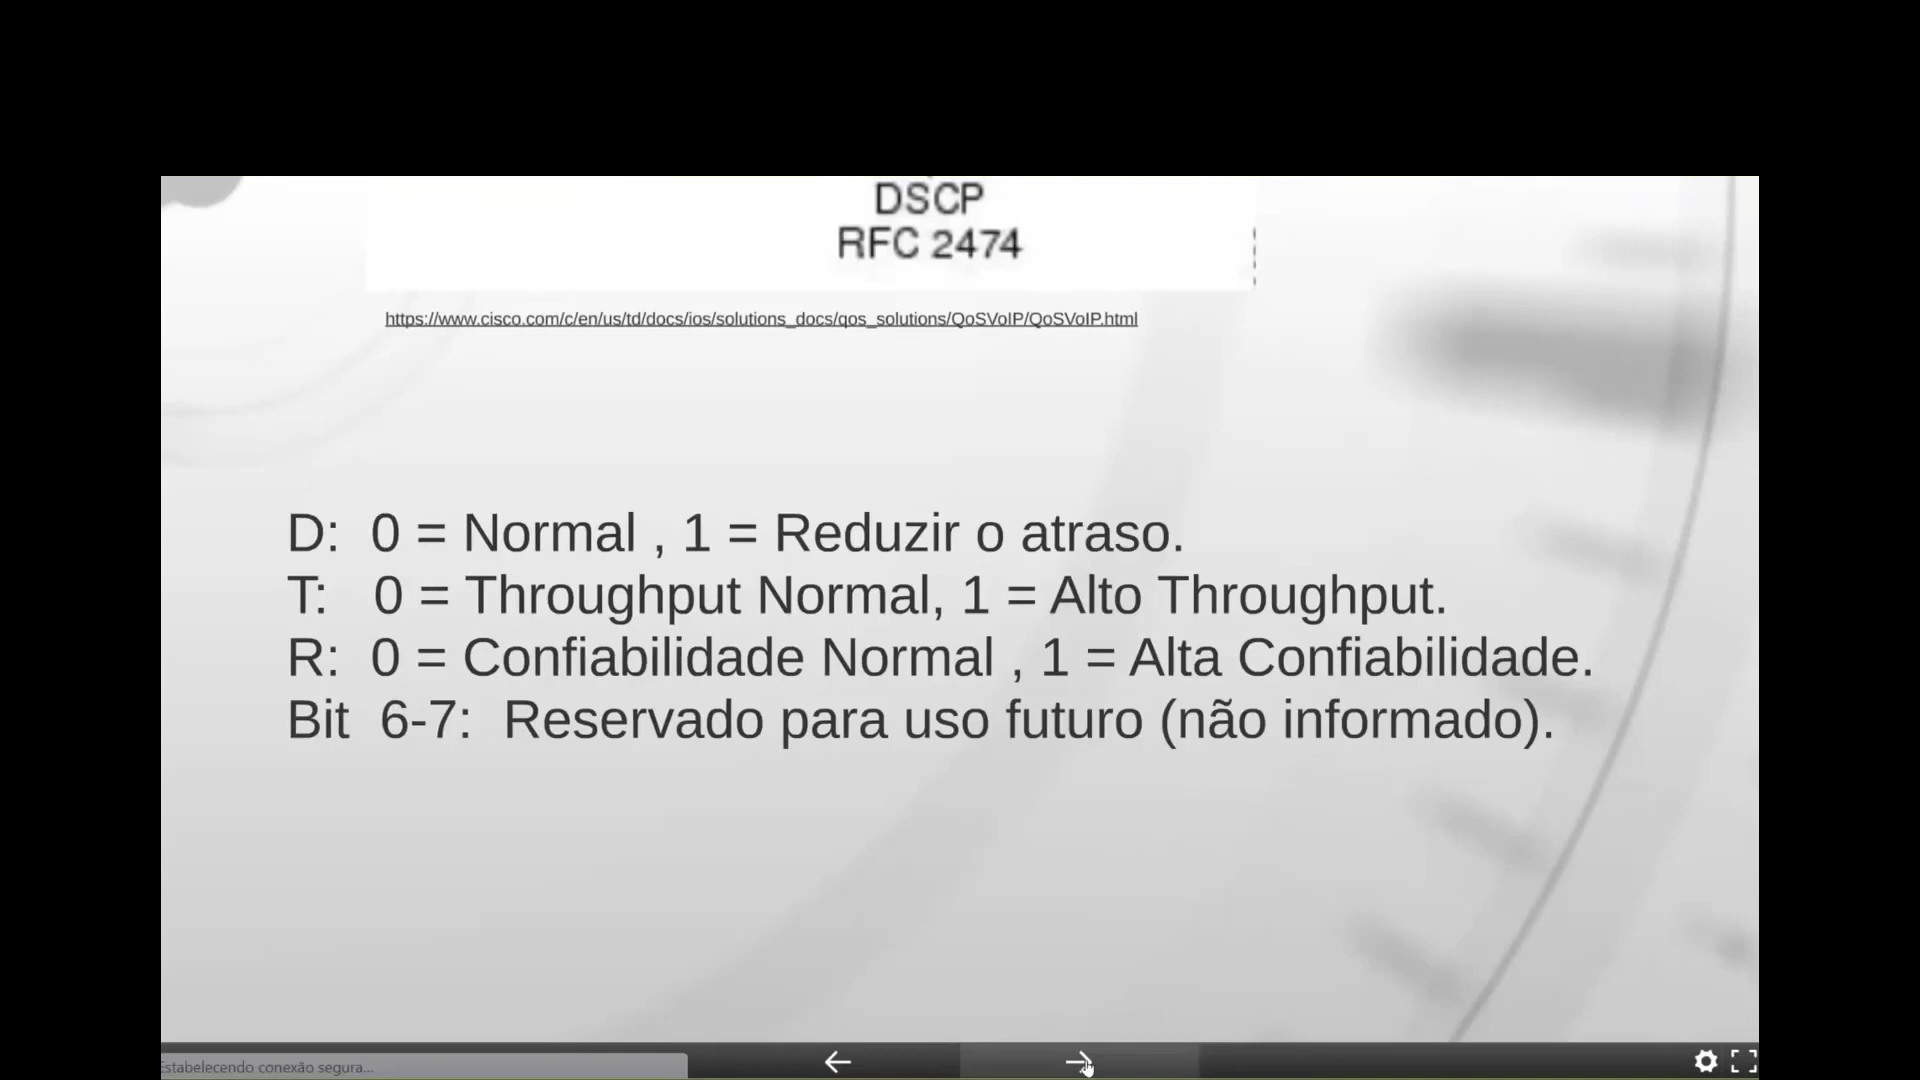 DSCP
RFC 2474
https://www.cisco.com/c/en/us/td/docs/ios/solutions_docs/qos_solutions/QoSVoIP/QoSVoIP.html
D: 0 = Normal , 1 = Reduzir o atraso.
T: 0 = Throughput Normal, 1 = Alto Throughput.
R: 0 = Confiabilidade Normal , 1 = Alta Confiabilidade.
Bit 6-7: Reservado para uso futuro (não informado).
Estabelecendo conexão segura...